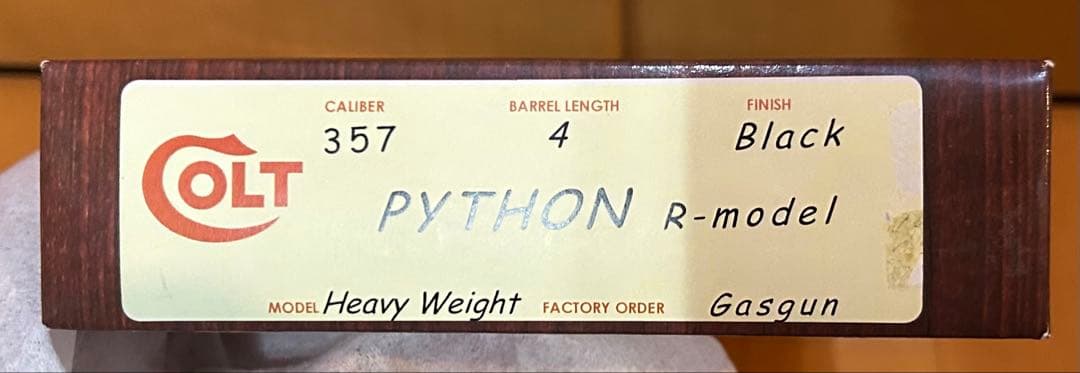 CALIBER BARREL LENGTH FINISH
357 4 Black
COLT
PYTHON R-model
MODEL Heavy Weight FACTORY ORDER Gasgun